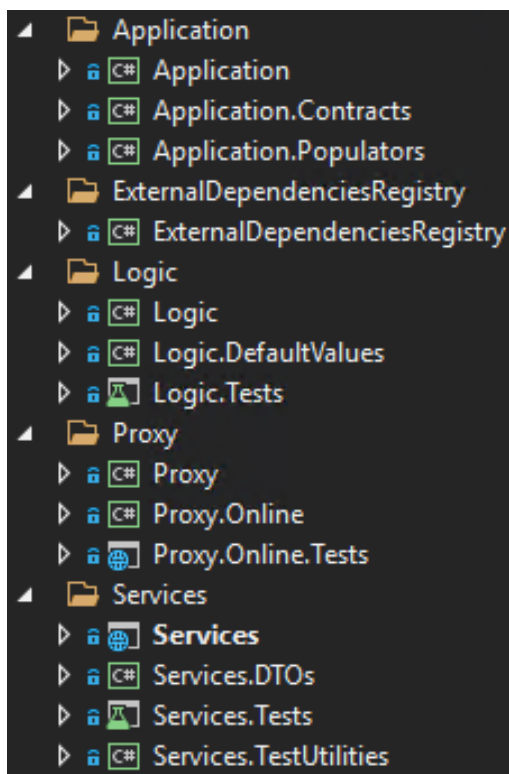 Application
C# Application
C# Application.Contracts
C# Application.Populators
ExternalDependenciesRegistry
C# ExternalDependenciesRegistry
Logic
C# Logic
C# Logic.DefaultValues
Logic.Tests
Proxy
C# Proxy
C# Proxy.Online
Proxy.Online.Tests
Services
Services
C# Services.DTOs
Services.Tests
C# Services.TestUtilities